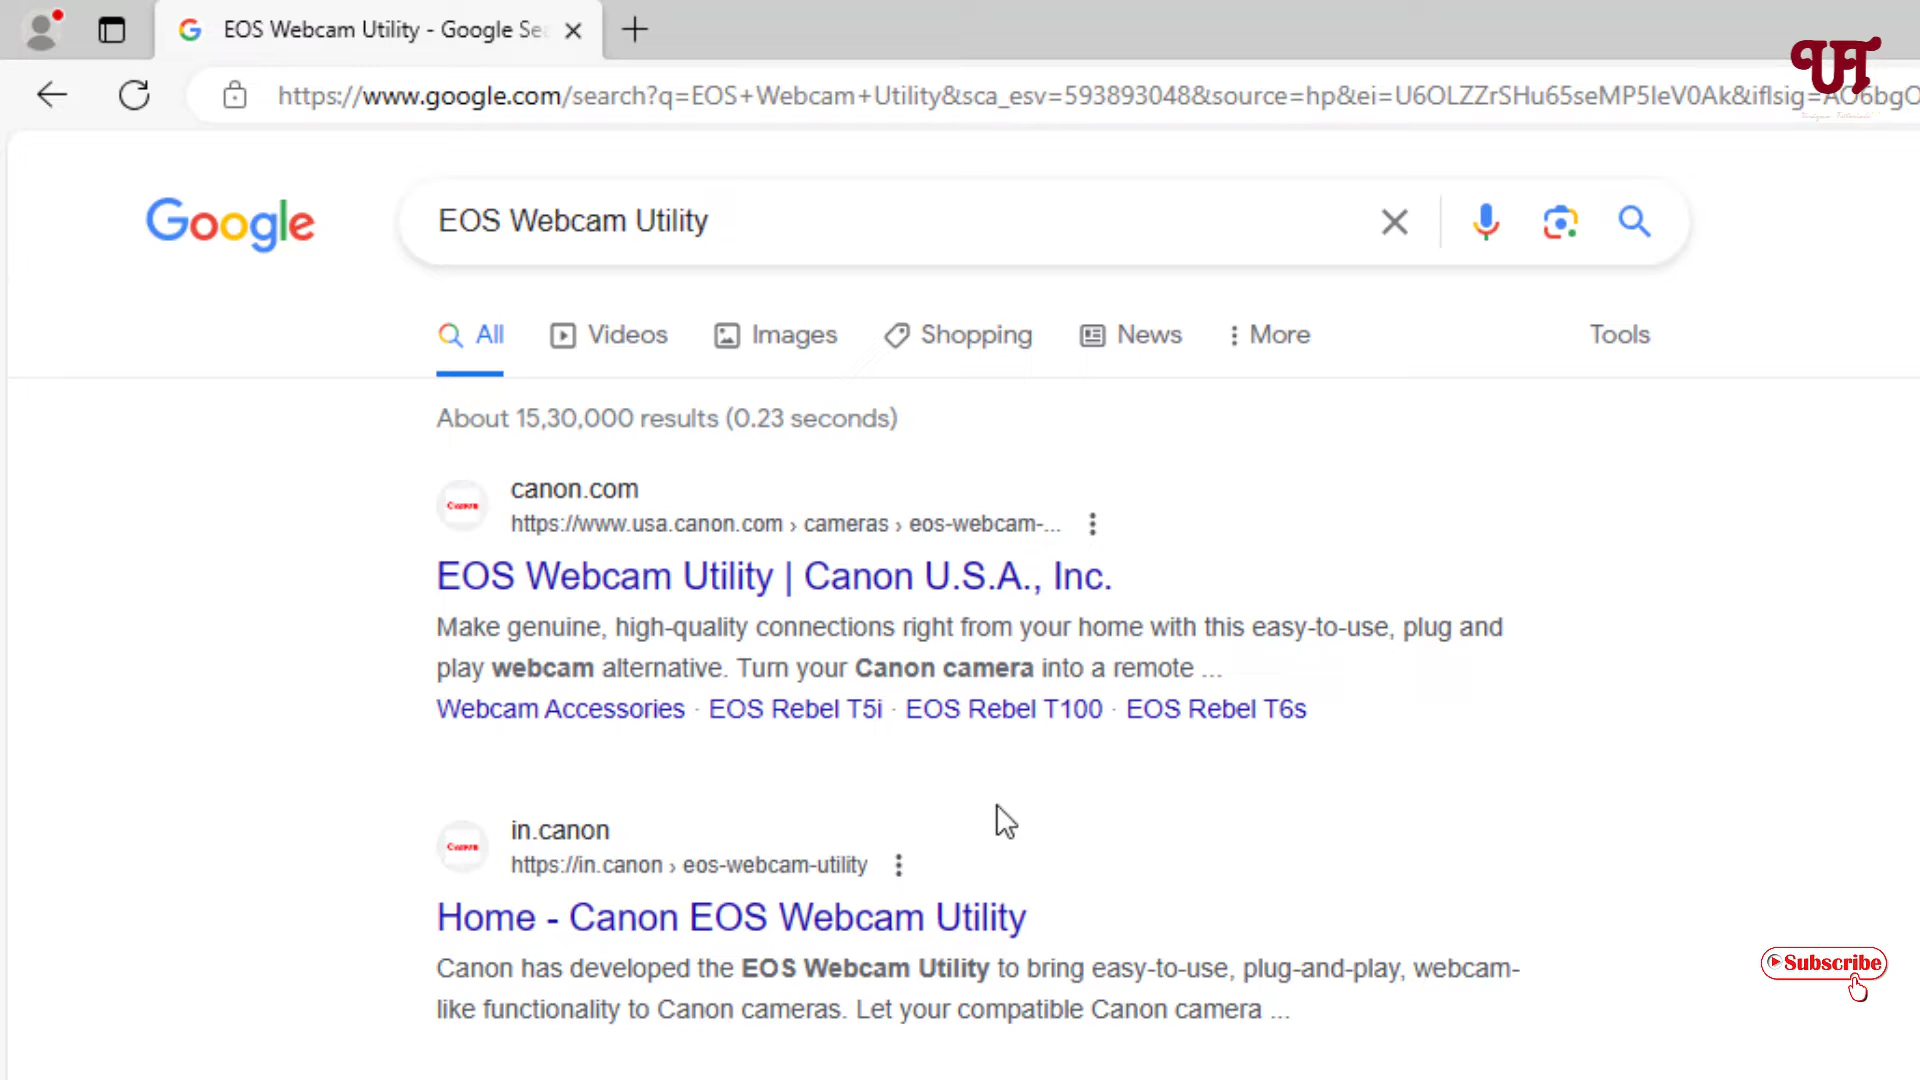 EOS Webcam Utility - Google Se
https://www.google.com/search?q=EOS+Webcam+Utility&sca_esv=593893048&source=hp&ei=U6OLZZrSHu65seMP5IeV0Ak&iflsig=AO6bgO
UT
Google
EOS Webcam Utility
All
Videos
Images
Shopping
News
More
Tools
About 15,30,000 results (0.23 seconds)
Canon
canon.com
https://www.usa.canon.com › cameras › eos-webcam-...
EOS Webcam Utility | Canon U.S.A., Inc.
Make genuine, high-quality connections right from your home with this easy-to-use, plug and
play webcam alternative. Turn your Canon camera into a remote ...
Webcam Accessories · EOS Rebel T5i · EOS Rebel T100 · EOS Rebel T6s
Canon
in.canon
https://in.canon › eos-webcam-utility
Home - Canon EOS Webcam Utility
Canon has developed the EOS Webcam Utility to bring easy-to-use, plug-and-play, webcam-
like functionality to Canon cameras. Let your compatible Canon camera ...
Subscribe